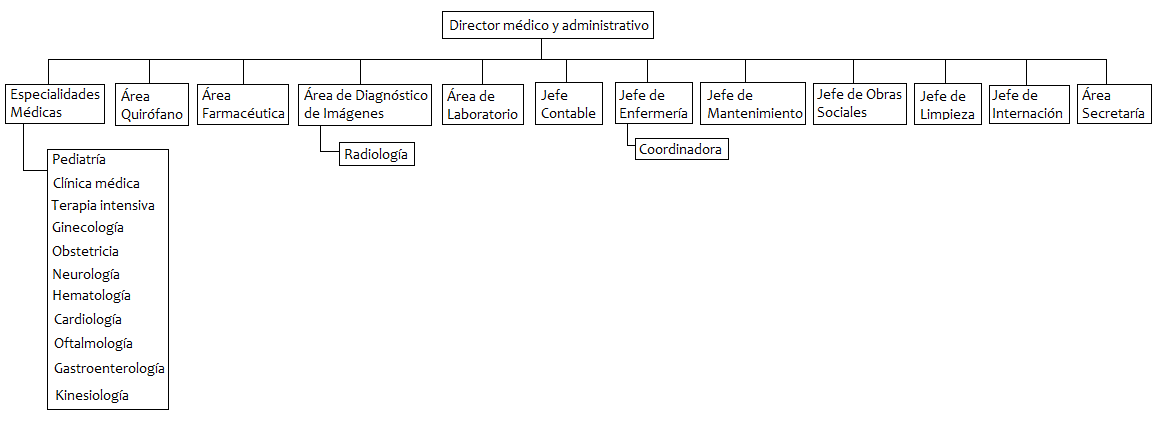 Director médico y administrativo
Especialidades
Médicas
Área
Quirófano
Área
Farmacéutica
Área de Diagnóstico
de Imágenes
Área de
Laboratorio
Jefe
Contable
Jefe de
Enfermería
Jefe de
Mantenimiento
Jefe de Obras
Sociales
Jefe de
Limpieza
Jefe de
Internación
Área
Secretaría
Radiología
Coordinadora
Pediatría
Clínica médica
Terapia intensiva
Ginecología
Obstetricia
Neurología
Hematología
Cardiología
Oftalmología
Gastroenterología
Kinesiología